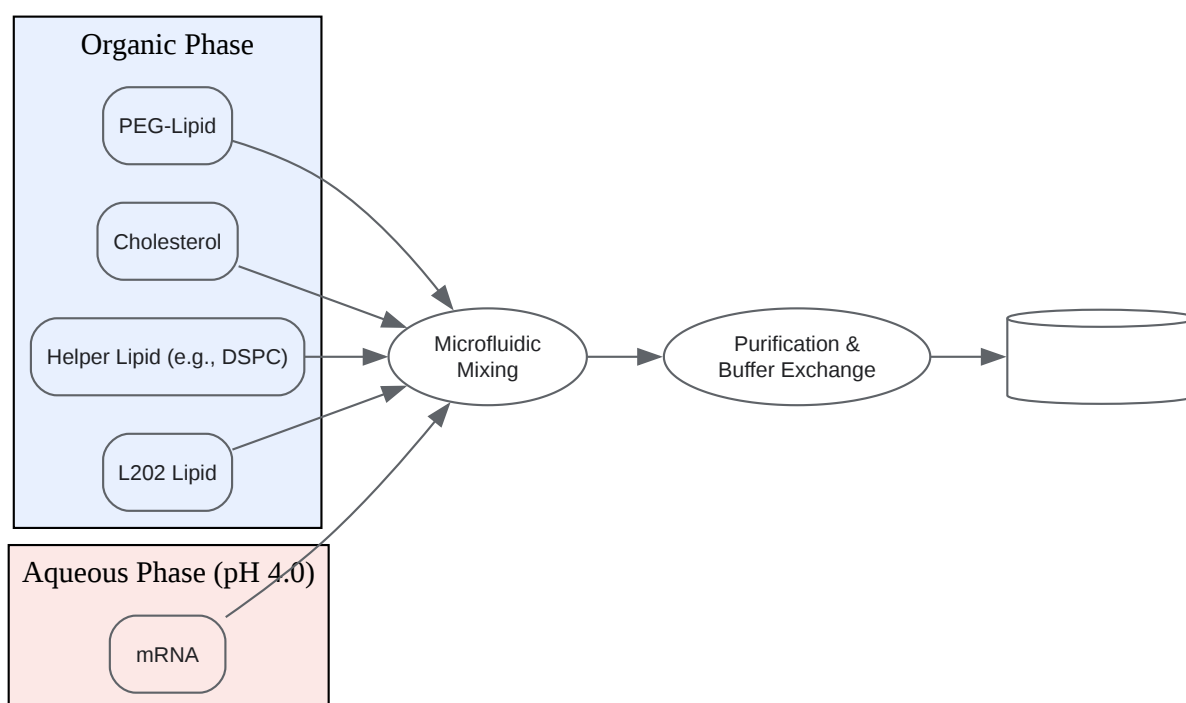 Organic Phase
PEG-Lipid
Cholesterol
Helper Lipid (e.g., DSPC)
L202 Lipid
Microfluidic
Mixing
Purification &
Buffer Exchange
Aqueous Phase (pH 4.0)
mRNA